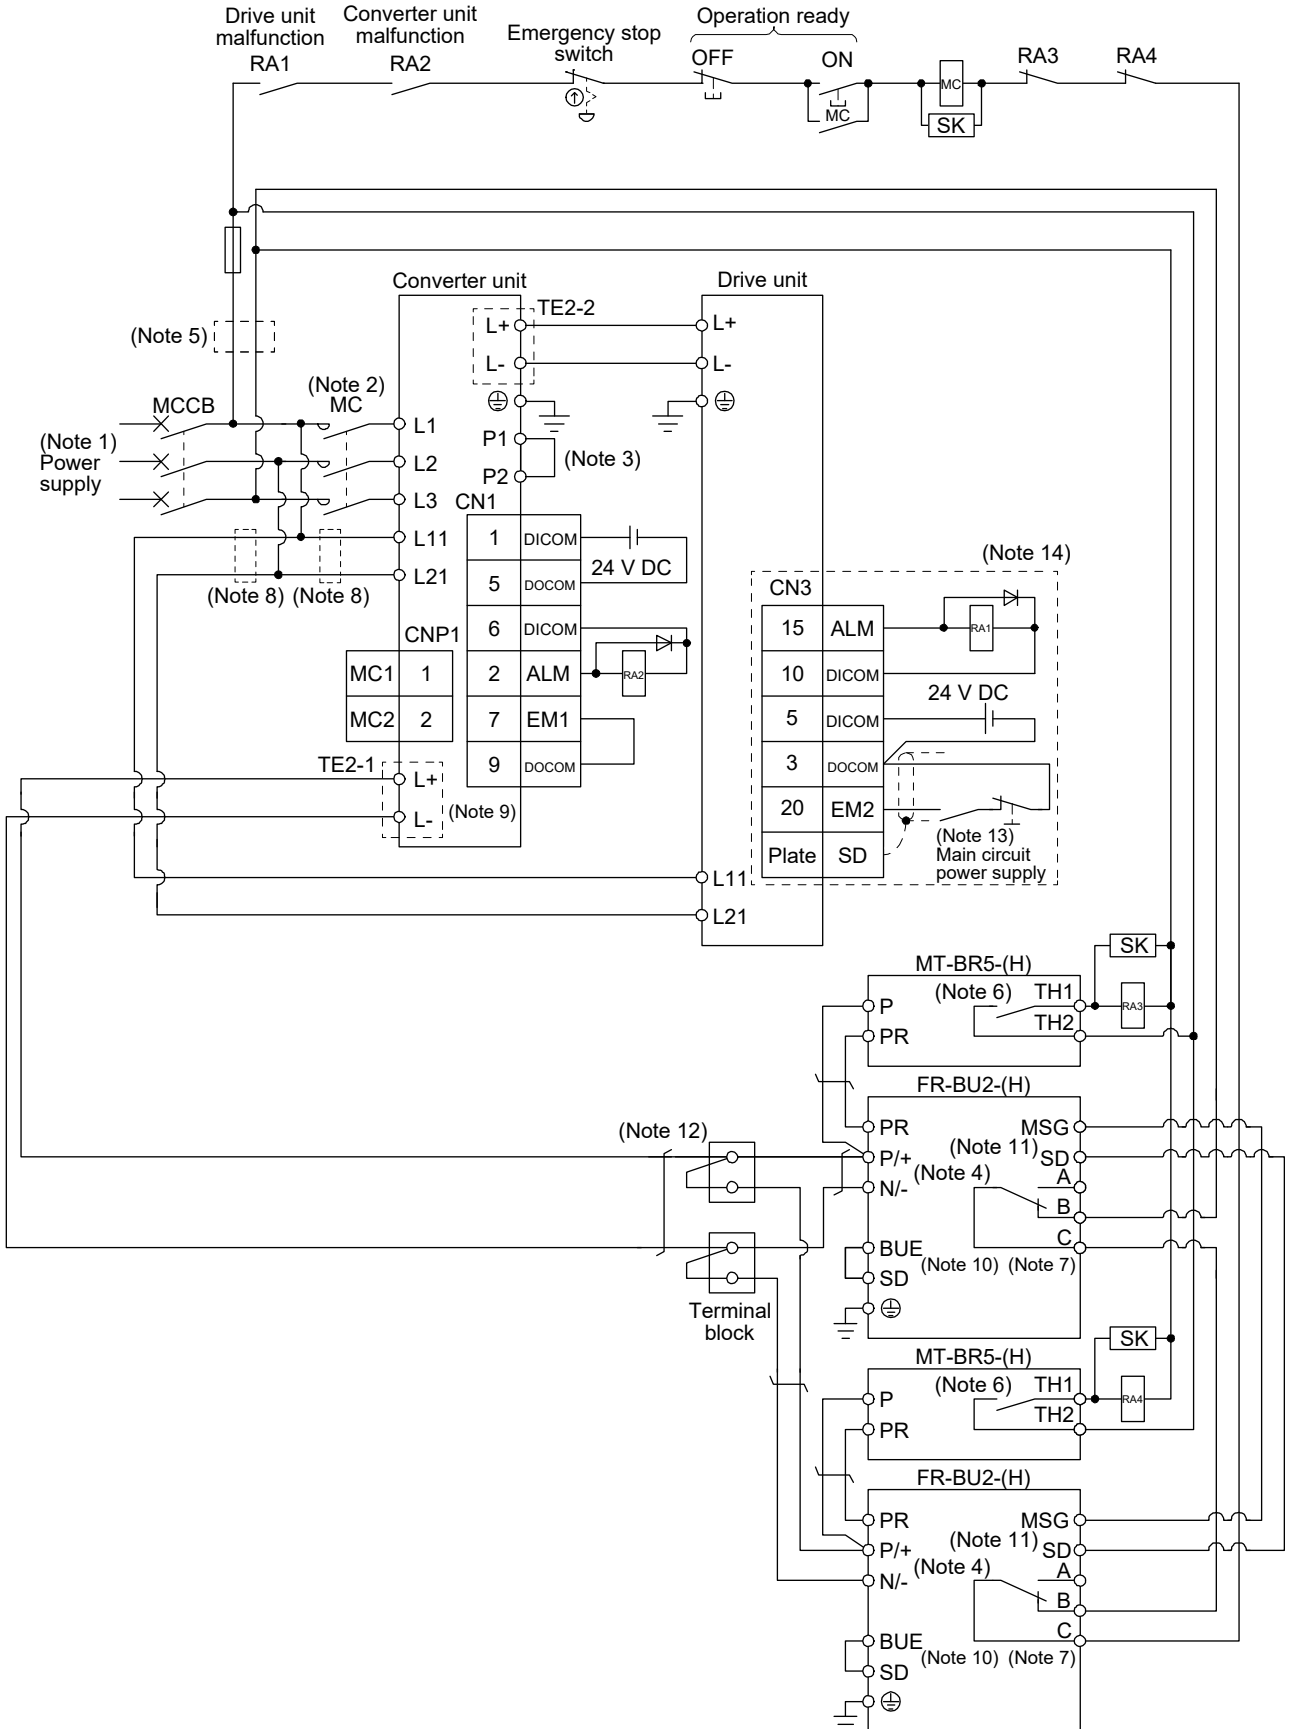 Drive unit
malfunction
RA1
Converter unit
malfunction
RA2
Emergency stop
switch
Operation ready
OFF
ON
MC
MC
SK
RA3
RA4
(Note 5)
Converter unit
Drive unit
TE2-2
L+
L-
L+
L-
(Note 2)
MC
MCCB
(Note 1)
Power
supply
L1
L2
L3
L11
L21
P1
P2
(Note 3)
(Note 8)
(Note 8)
CN1
1 DICOM
5 DOCOM
6 DICOM
2 ALM
7 EM1
9 DOCOM
24 V DC
RA2
CNP1
MC1 1
MC2 2
TE2-1
L+
L-
(Note 9)
(Note 14)
CN3
15 ALM
10 DICOM
5 DICOM
3 DOCOM
20 EM2
Plate SD
RA1
24 V DC
(Note 13)
Main circuit
power supply
L11
L21
MT-BR5-(H)
(Note 6)
P
PR
TH1
TH2
SK
RA3
FR-BU2-(H)
PR
P/+
N/-
BUE
SD
MSG
(Note 11)
SD
(Note 4)
A
B
C
(Note 10)
(Note 7)
(Note 12)
Terminal
block
MT-BR5-(H)
(Note 6)
P
PR
TH1
TH2
SK
RA4
FR-BU2-(H)
PR
P/+
N/-
BUE
SD
MSG
(Note 11)
SD
(Note 4)
A
B
C
(Note 10)
(Note 7)